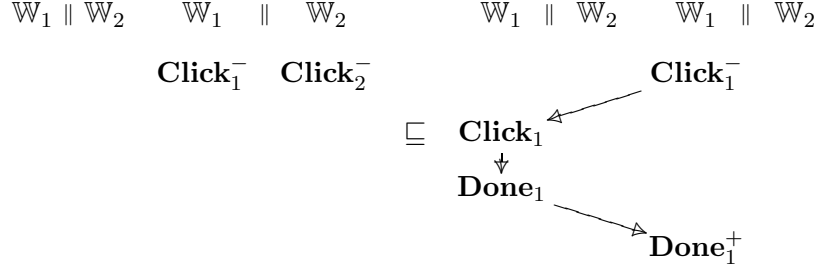 𝕎₁ ∥ 𝕎₂ 𝕎₁ ∥ 𝕎₂ 𝕎₁ ∥ 𝕎₂ 𝕎₁ ∥ 𝕎₂
Click₁⁻ Click₂⁻ Click₁⁻
⊑ Click₁
Done₁
Done₁⁺